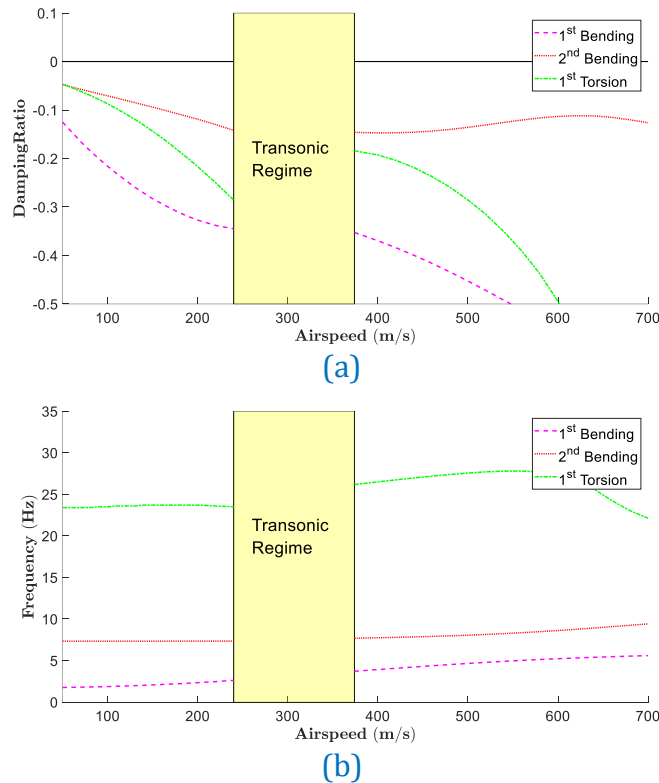 0.1
0
-0.1
-0.2
-0.3
-0.4
-0.5
DampingRatio
1st Bending
2nd Bending
1st Torsion
Transonic
Regime
100
200
300
400
500
600
700
Airspeed (m/s)
(a)
35
30
25
20
15
10
5
0
Frequency (Hz)
1st Bending
2nd Bending
1st Torsion
Transonic
Regime
100
200
300
400
500
600
700
Airspeed (m/s)
(b)